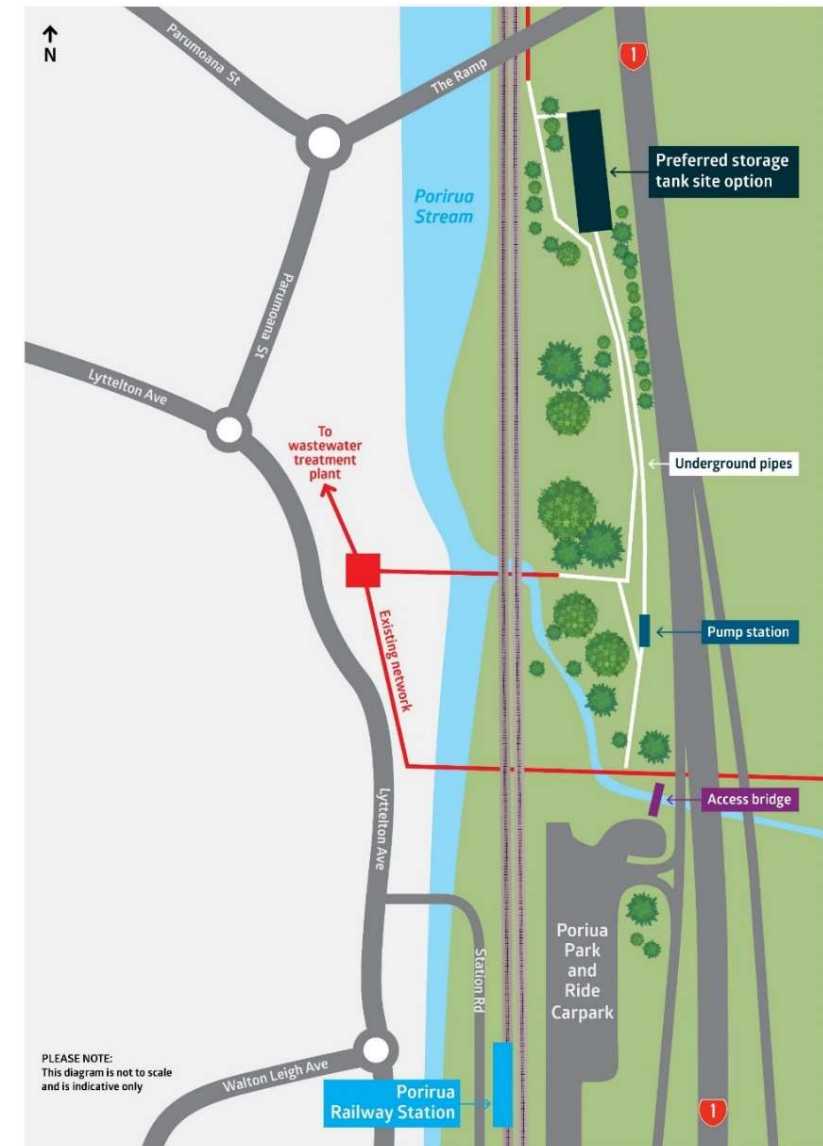 N
Parumoana St
The Ramp
1
Preferred storage
tank site option
Porirua
Stream
Parumoana St
Lyttelton Ave
To
wastewater
treatment
plant
Underground pipes
Existing network
Pump station
Lyttelton Ave
Access bridge
Station Rd
Poriua
Park
and
Ride
Carpark
PLEASE NOTE:
This diagram is not to scale
and is indicative only
Walton Leigh Ave
Porirua
Railway Station
1